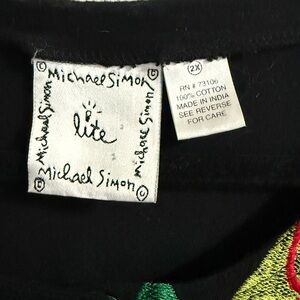 © Michael Simon
Michael Simon ©
Michael Simon
© Michael Simon
lite
2X
RN # 73106
100% COTTON
MADE IN INDIA
SEE REVERSE
FOR CARE